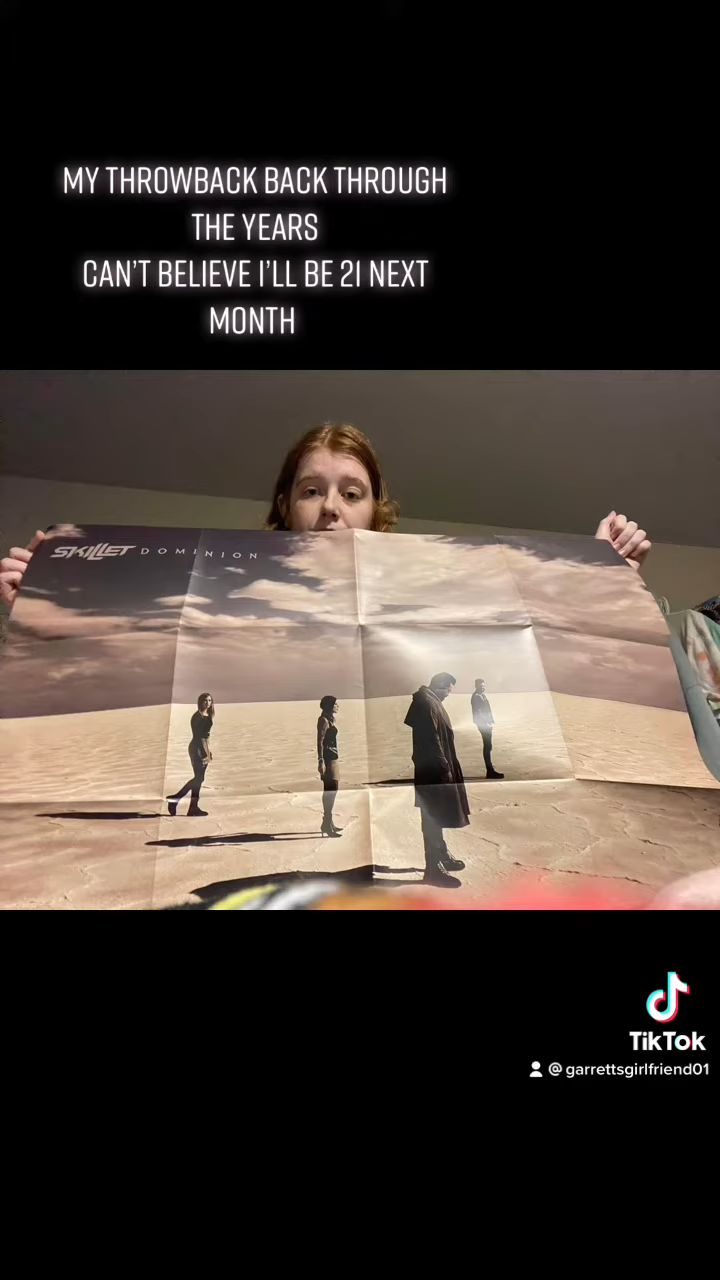 MY THROWBACK BACK THROUGH
THE YEARS
CAN'T BELIEVE I'LL BE 21 NEXT
MONTH
SKILLET DOMINION
TikTok
@garrettsgirlfriend01